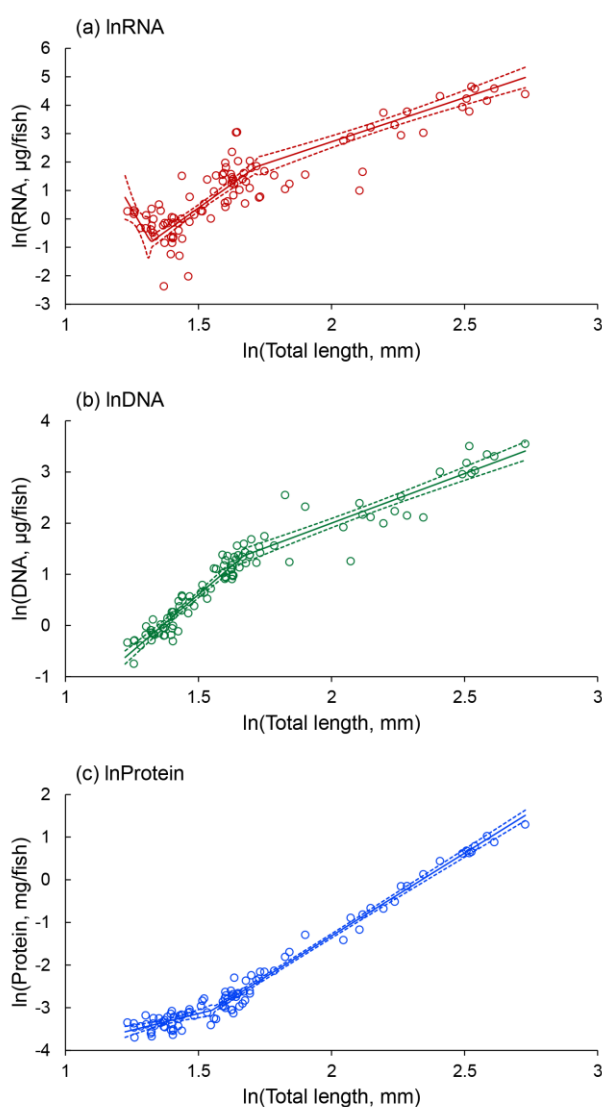 (a) lnRNA
ln(RNA, µg/fish)
6
5
4
3
2
1
0
-1
-2
-3
1 1.5 2 2.5 3
ln(Total length, mm)
(b) lnDNA
ln(DNA, µg/fish)
4
3
2
1
0
-1
1 1.5 2 2.5 3
ln(Total length, mm)
(c) lnProtein
ln(Protein, mg/fish)
2
1
0
-1
-2
-3
-4
1 1.5 2 2.5 3
ln(Total length, mm)